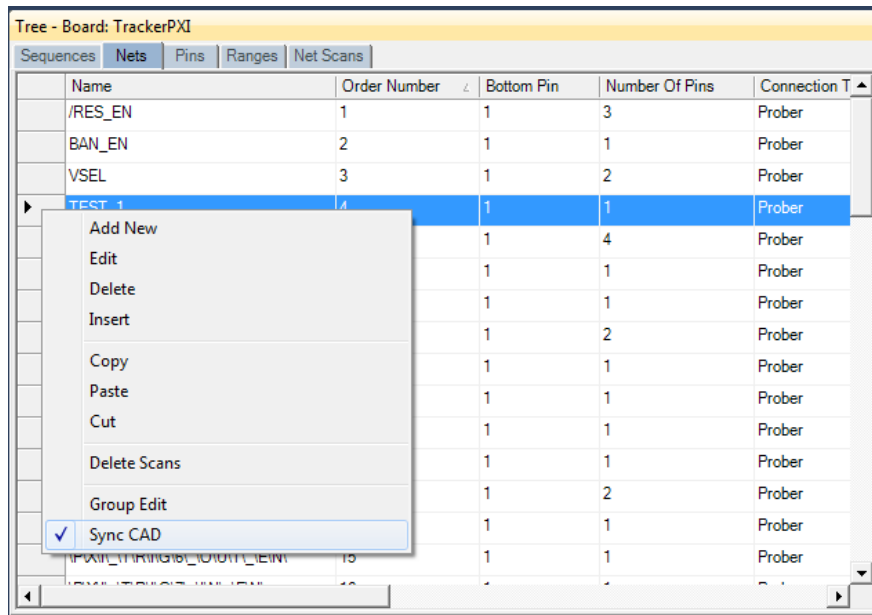 Tree - Board: TrackerPXI
Sequences Nets Pins Ranges Net Scans
Name Order Number Bottom Pin Number Of Pins Connection T
/RES_EN 1 1 3 Prober
BAN_EN 2 1 1 Prober
VSEL 3 1 2 Prober
TEST_1 4 1 1 Prober
Add New
1 4 Prober
Edit
1 1 Prober
Delete
1 1 Prober
Insert
1 2 Prober
Copy
1 1 Prober
Paste
1 1 Prober
Cut
1 1 Prober
Delete Scans
1 1 Prober
Group Edit
1 2 Prober
Sync CAD
1 1 Prober
15 1 1 Prober